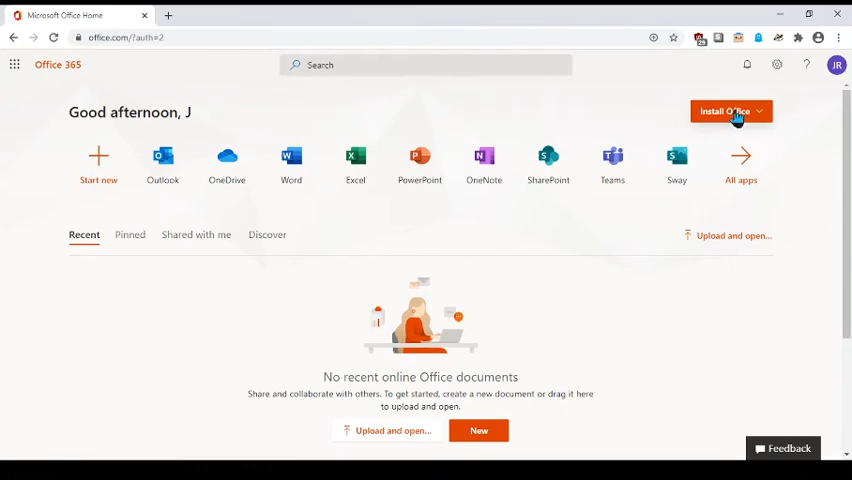 Microsoft Office Home
office.com/?auth=2
29
Office 365
Search
JR
Good afternoon, J
Install Office
Start new
Outlook
OneDrive
Word
Excel
PowerPoint
OneNote
SharePoint
Teams
Sway
All apps
Recent
Pinned
Shared with me
Discover
Upload and open...
No recent online Office documents
Share and collaborate with others. To get started, create a new document or drag it here
to upload and open.
Upload and open...
New
Feedback